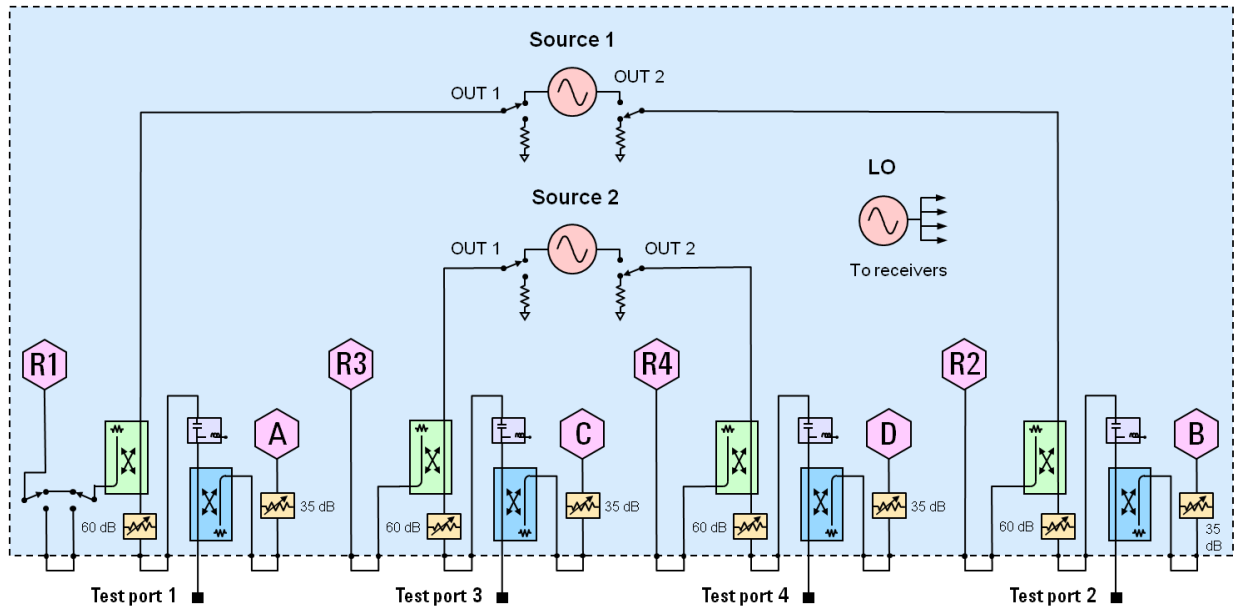 Source 1
OUT 1
OUT 2
Source 2
OUT 1
OUT 2
LO
To receivers
R1
R3
R4
R2
A
C
D
B
60 dB
35 dB
60 dB
35 dB
60 dB
35 dB
60 dB
35
dB
Test port 1
Test port 3
Test port 4
Test port 2